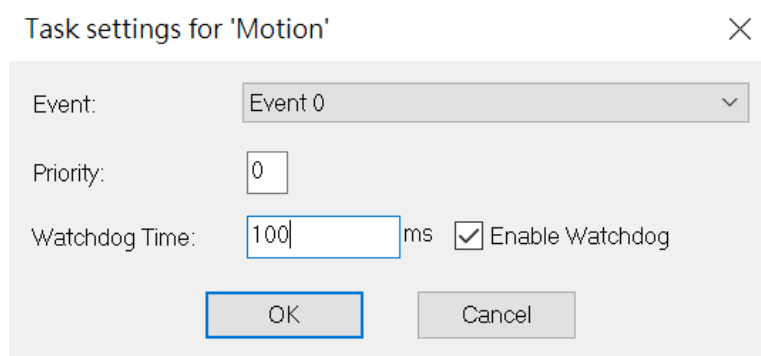 Task settings for 'Motion'
Event: Event 0
Priority: 0
Watchdog Time: 100 ms Enable Watchdog
OK Cancel